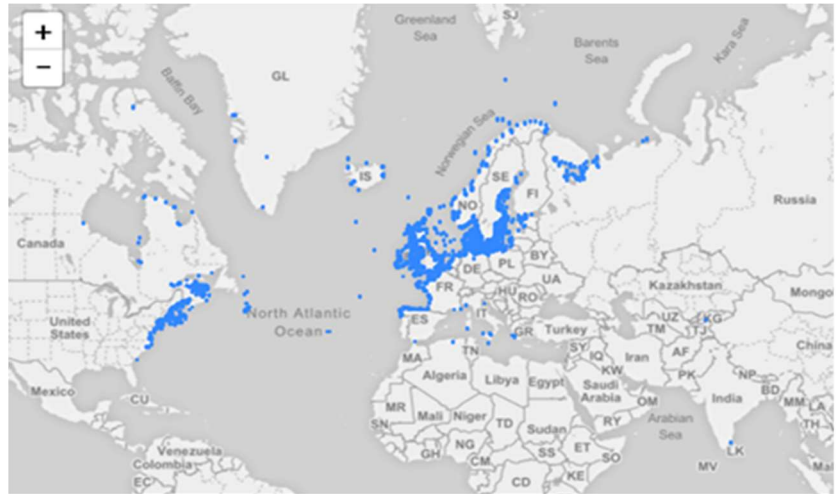 +
−
Greenland
Sea
SJ
Barents
Sea
Kara Sea
GL
Baffin Bay
Norwegian Sea
IS
SE
FI
NO
Russia
Canada
DE
PL
BY
UA
FR
HU
RO
Kazakhstan
Mongo
North Atlantic
Ocean
United
States
ES
IT
GR
Turkey
UZ
KG
TM
TJ
China
MA
TN
SY
IQ
Iran
AF
KW
PK
NP
Algeria
Libya
Egypt
Saudi
Arabia
OM
BD
India
MM
LA
Mexico
CU
MR
Mali
Niger
TD
Sudan
RY
Arabian
Sea
TH
SN
GH
NG
CM
SS
ET
SO
LK
MV
Mal
Venezuela
Colombia
EC
CD
KE